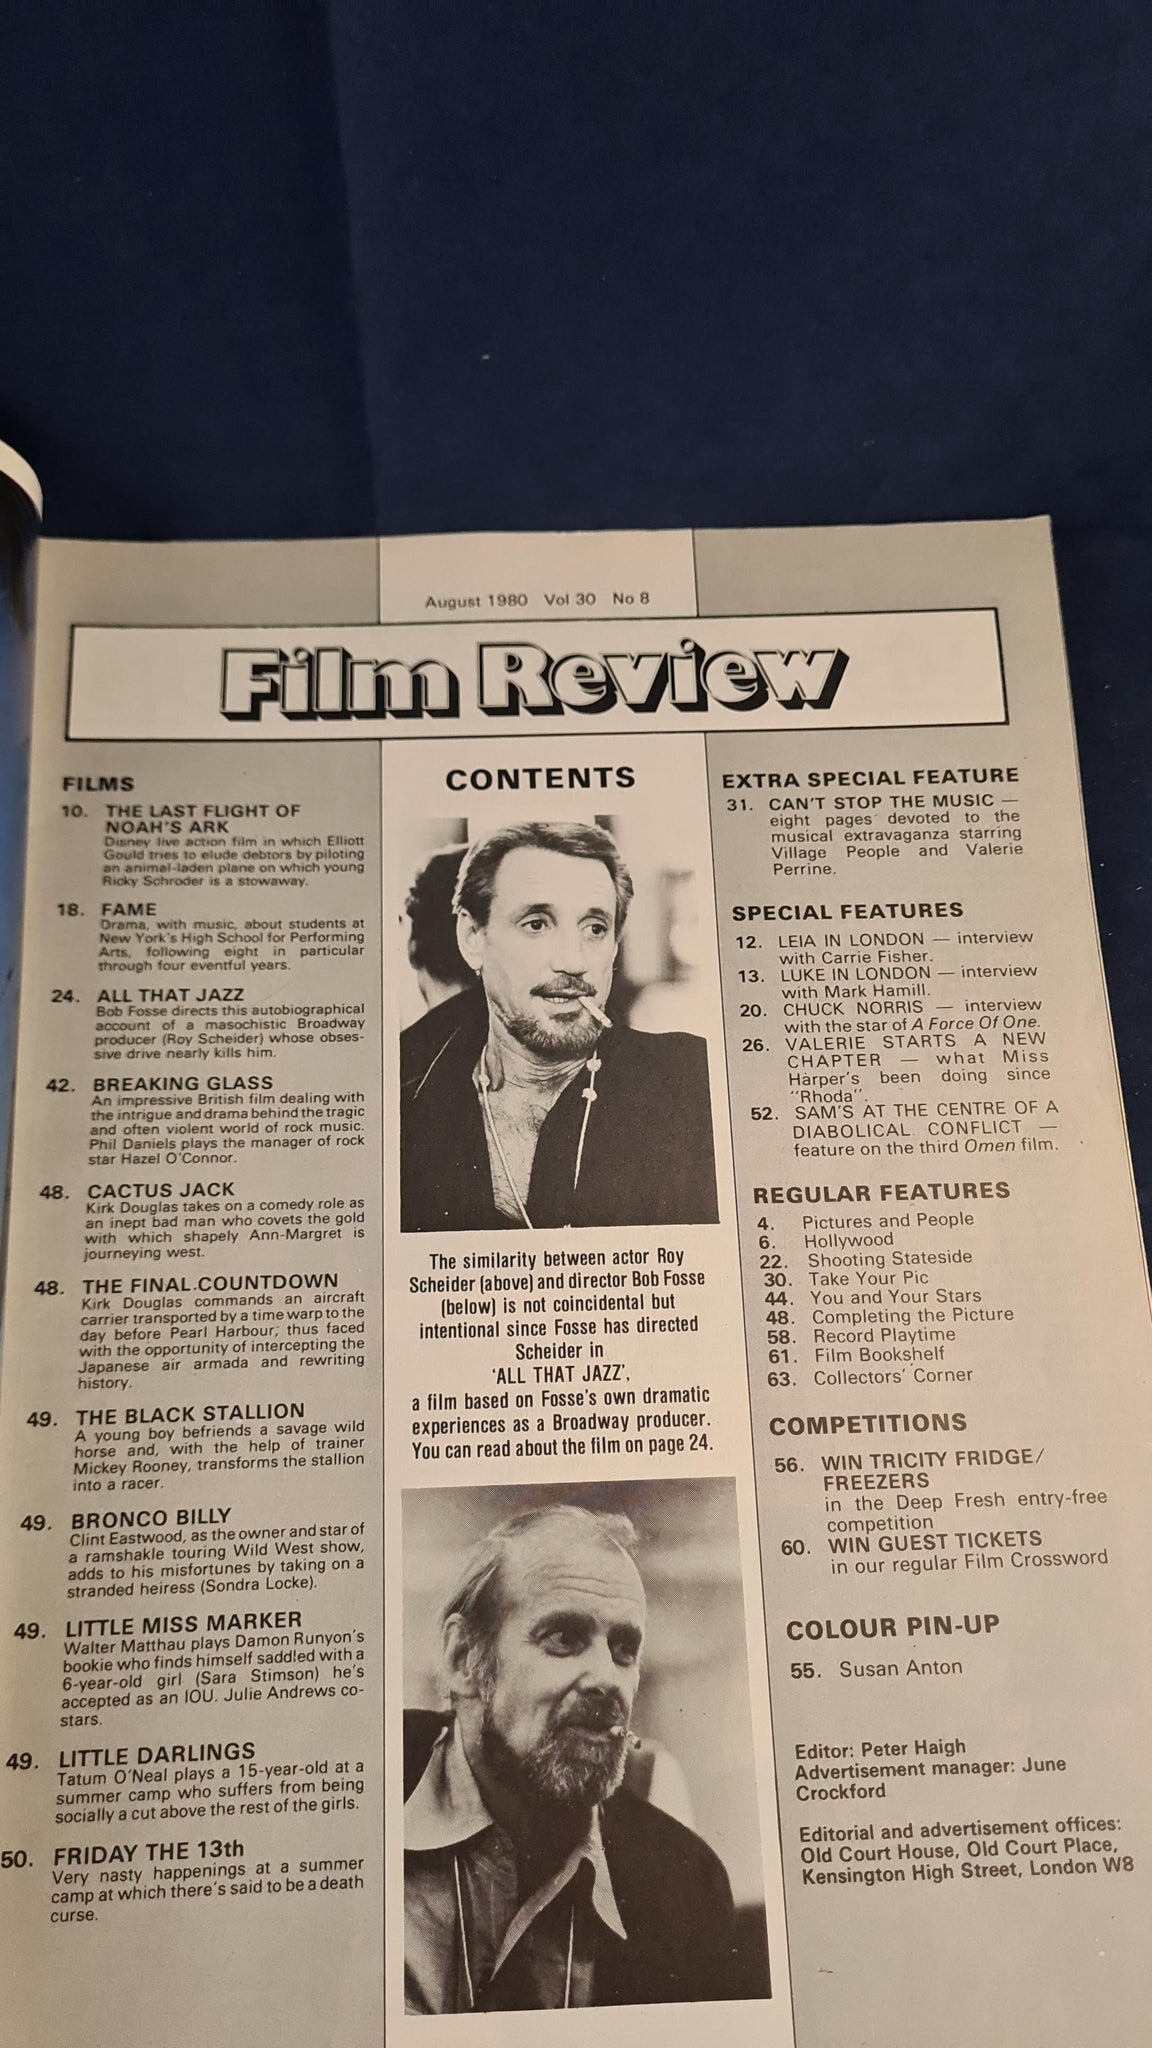 August 1980 Vol 30 No 8
Film Review
FILMS
10. THE LAST FLIGHT OF
NOAH'S ARK
Disney live action film in which Elliott
Gould tries to elude debtors by piloting
an animal-laden plane on which young
Ricky Schroder is a stowaway.
18. FAME
Drama, with music, about students at
New York's High School for Performing
Arts, following eight in particular
through four eventful years.
24. ALL THAT JAZZ
Bob Fosse directs this autobiographical
account of a masochistic Broadway
producer (Roy Scheider) whose obses-
sive drive nearly kills him.
42. BREAKING GLASS
An impressive British film dealing with
the intrigue and drama behind the tragic
and often violent world of rock music.
Phil Daniels plays the manager of rock
star Hazel O'Connor.
48. CACTUS JACK
Kirk Douglas takes on a comedy role as
an inept bad man who covets the gold
with which shapely Ann-Margret is
journeying west.
48. THE FINAL COUNTDOWN
Kirk Douglas commands an aircraft
carrier transported by a time warp to the
day before Pearl Harbour, thus faced
with the opportunity of intercepting the
Japanese air armada and rewriting
history.
49. THE BLACK STALLION
A young boy befriends a savage wild
horse and, with the help of trainer
Mickey Rooney, transforms the stallion
into a racer.
49. BRONCO BILLY
Clint Eastwood, as the owner and star of
a ramshakle touring Wild West show,
adds to his misfortunes by taking on a
stranded heiress (Sondra Locke).
49. LITTLE MISS MARKER
Walter Matthau plays Damon Runyon's
bookie who finds himself saddled with a
6-year-old girl (Sara Stimson) he's
accepted as an IOU. Julie Andrews co-
stars.
49. LITTLE DARLINGS
Tatum O'Neal plays a 15-year-old at a
summer camp who suffers from being
socially a cut above the rest of the girls.
50. FRIDAY THE 13th
Very nasty happenings at a summer
camp at which there's said to be a death
curse.
CONTENTS
The similarity between actor Roy
Scheider (above) and director Bob Fosse
(below) is not coincidental but
intentional since Fosse has directed
Scheider in
'ALL THAT JAZZ',
a film based on Fosse's own dramatic
experiences as a Broadway producer.
You can read about the film on page 24.
EXTRA SPECIAL FEATURE
31. CAN'T STOP THE MUSIC —
eight pages devoted to the
musical extravaganza starring
Village People and Valerie
Perrine.
SPECIAL FEATURES
12. LEIA IN LONDON — interview
with Carrie Fisher.
13. LUKE IN LONDON — interview
with Mark Hamill.
20. CHUCK NORRIS — interview
with the star of A Force Of One.
26. VALERIE STARTS A NEW
CHAPTER — what Miss
Harper's been doing since
"Rhoda".
52. SAM'S AT THE CENTRE OF A
DIABOLICAL CONFLICT —
feature on the third Omen film.
REGULAR FEATURES
4. Pictures and People
6. Hollywood
22. Shooting Stateside
30. Take Your Pic
44. You and Your Stars
48. Completing the Picture
58. Record Playtime
61. Film Bookshelf
63. Collectors' Corner
COMPETITIONS
56. WIN TRICITY FRIDGE/
FREEZERS
in the Deep Fresh entry-free
competition
60. WIN GUEST TICKETS
in our regular Film Crossword
COLOUR PIN-UP
55. Susan Anton
Editor: Peter Haigh
Advertisement manager: June
Crockford
Editorial and advertisement offices:
Old Court House, Old Court Place,
Kensington High Street, London W8